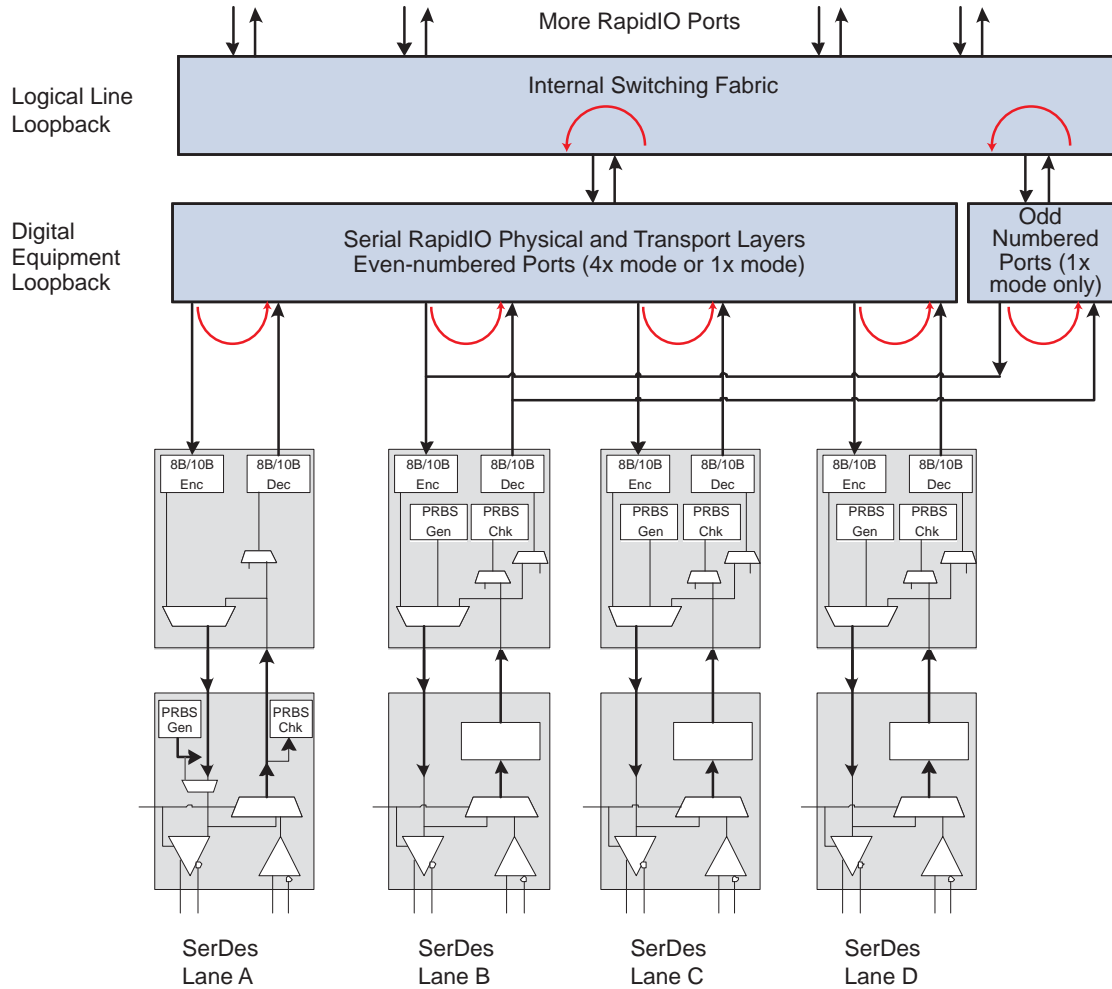 More RapidIO Ports
Internal Switching Fabric
Logical Line
Loopback
Digital
Equipment
Loopback
Serial RapidIO Physical and Transport Layers
Even-numbered Ports (4x mode or 1x mode)
Odd
Numbered
Ports (1x
mode only)
8B/10B
Enc
8B/10B
Dec
8B/10B
Enc
8B/10B
Dec
PRBS
Gen
PRBS
Chk
8B/10B
Enc
8B/10B
Dec
PRBS
Gen
PRBS
Chk
8B/10B
Enc
8B/10B
Dec
PRBS
Gen
PRBS
Chk
PRBS
Gen
PRBS
Chk
SerDes
Lane A
SerDes
Lane B
SerDes
Lane C
SerDes
Lane D